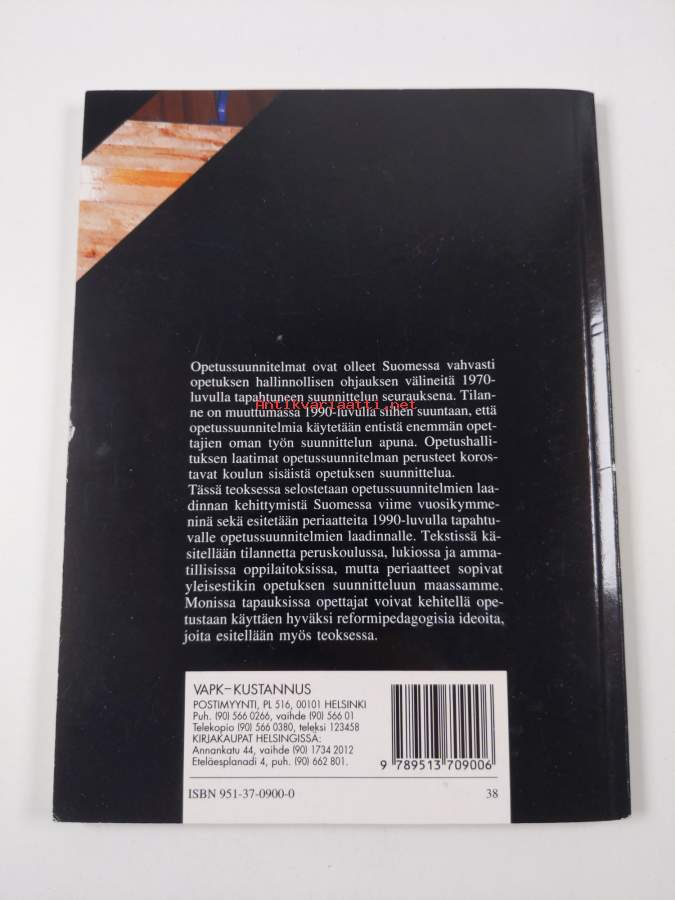 Opetussuunnitelmat ovat olleet Suomessa vahvasti
opetuksen hallinnollisen ohjauksen välineitä 1970-
luvulla tapahtuneen suunnittelun seurauksena. Tilan-
ne on muuttumassa 1990-luvulla siihen suuntaan, että
Antikvariaatti.net
opetussuunnitelmia käytetään entistä enemmän opet-
tajien oman työn suunnittelun apuna. Opetushalli-
tuksen laatimat opetussuunnitelman perusteet koros-
tavat koulun sisäistä opetuksen suunnittelua.
Tässä teoksessa selostetaan opetussuunnitelmien laa-
dinnan kehittymistä Suomessa viime vuosikymme-
ninä sekä esitetään periaatteita 1990-luvulla tapahtu-
valle opetussuunnitelmien laadinnalle. Tekstissä kä-
sitellään tilannetta peruskoulussa, lukiossa ja amma-
tillisissa oppilaitoksissa, mutta periaatteet sopivat
yleisestikin opetuksen suunnitteluun maassamme.
Monissa tapauksissa opettajat voivat kehitellä ope-
tustaan käyttäen hyväksi reformipedagogisia ideoita,
joita esitellään myös teoksessa.
VAPK-KUSTANNUS
POSTIMYYNTI, PL 516, 00101 HELSINKI
Puh. (90) 566 0266, vaihde (90) 566 01
Telekopio (90) 566 0380, teleksi 123458
KIRJAKAUPAT HELSINGISSÄ:
Annankatu 44, vaihde (90) 1734 2012
Eteläesplanadi 4, puh. (90) 662 801.
9 789513 709006
ISBN 951-37-0900-0
38